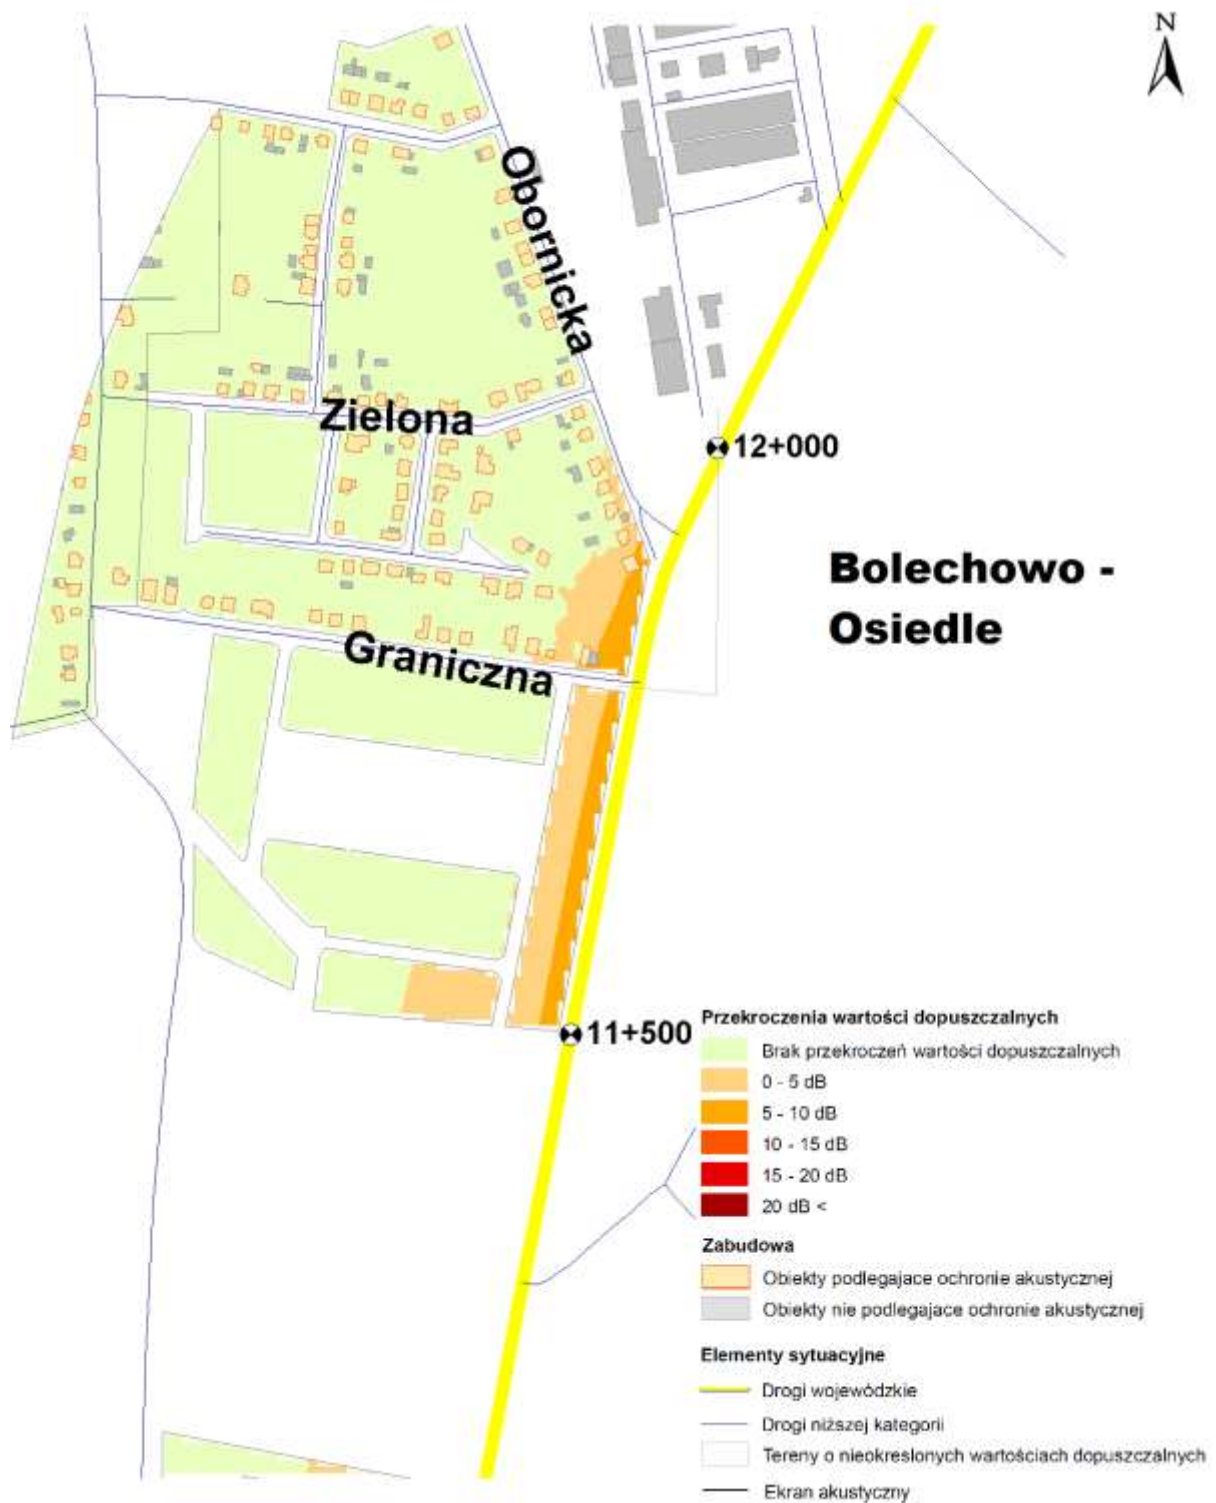 N
Obornicka
Zielona
12+000
Bolechowo -
Osiedle
Graniczna
11+500
Przekroczenia wartości dopuszczalnych
Brak przekroczeń wartości dopuszczalnych
0 - 5 dB
5 - 10 dB
10 - 15 dB
15 - 20 dB
20 dB <
Zabudowa
Obiekty podlegajace ochronie akustycznej
Obiekty nie podlegajace ochronie akustycznej
Elementy sytuacyjne
Drogi wojewódzkie
Drogi niższej kategorii
Tereny o nieokreslonych wartościach dopuszczalnych
Ekran akustyczny